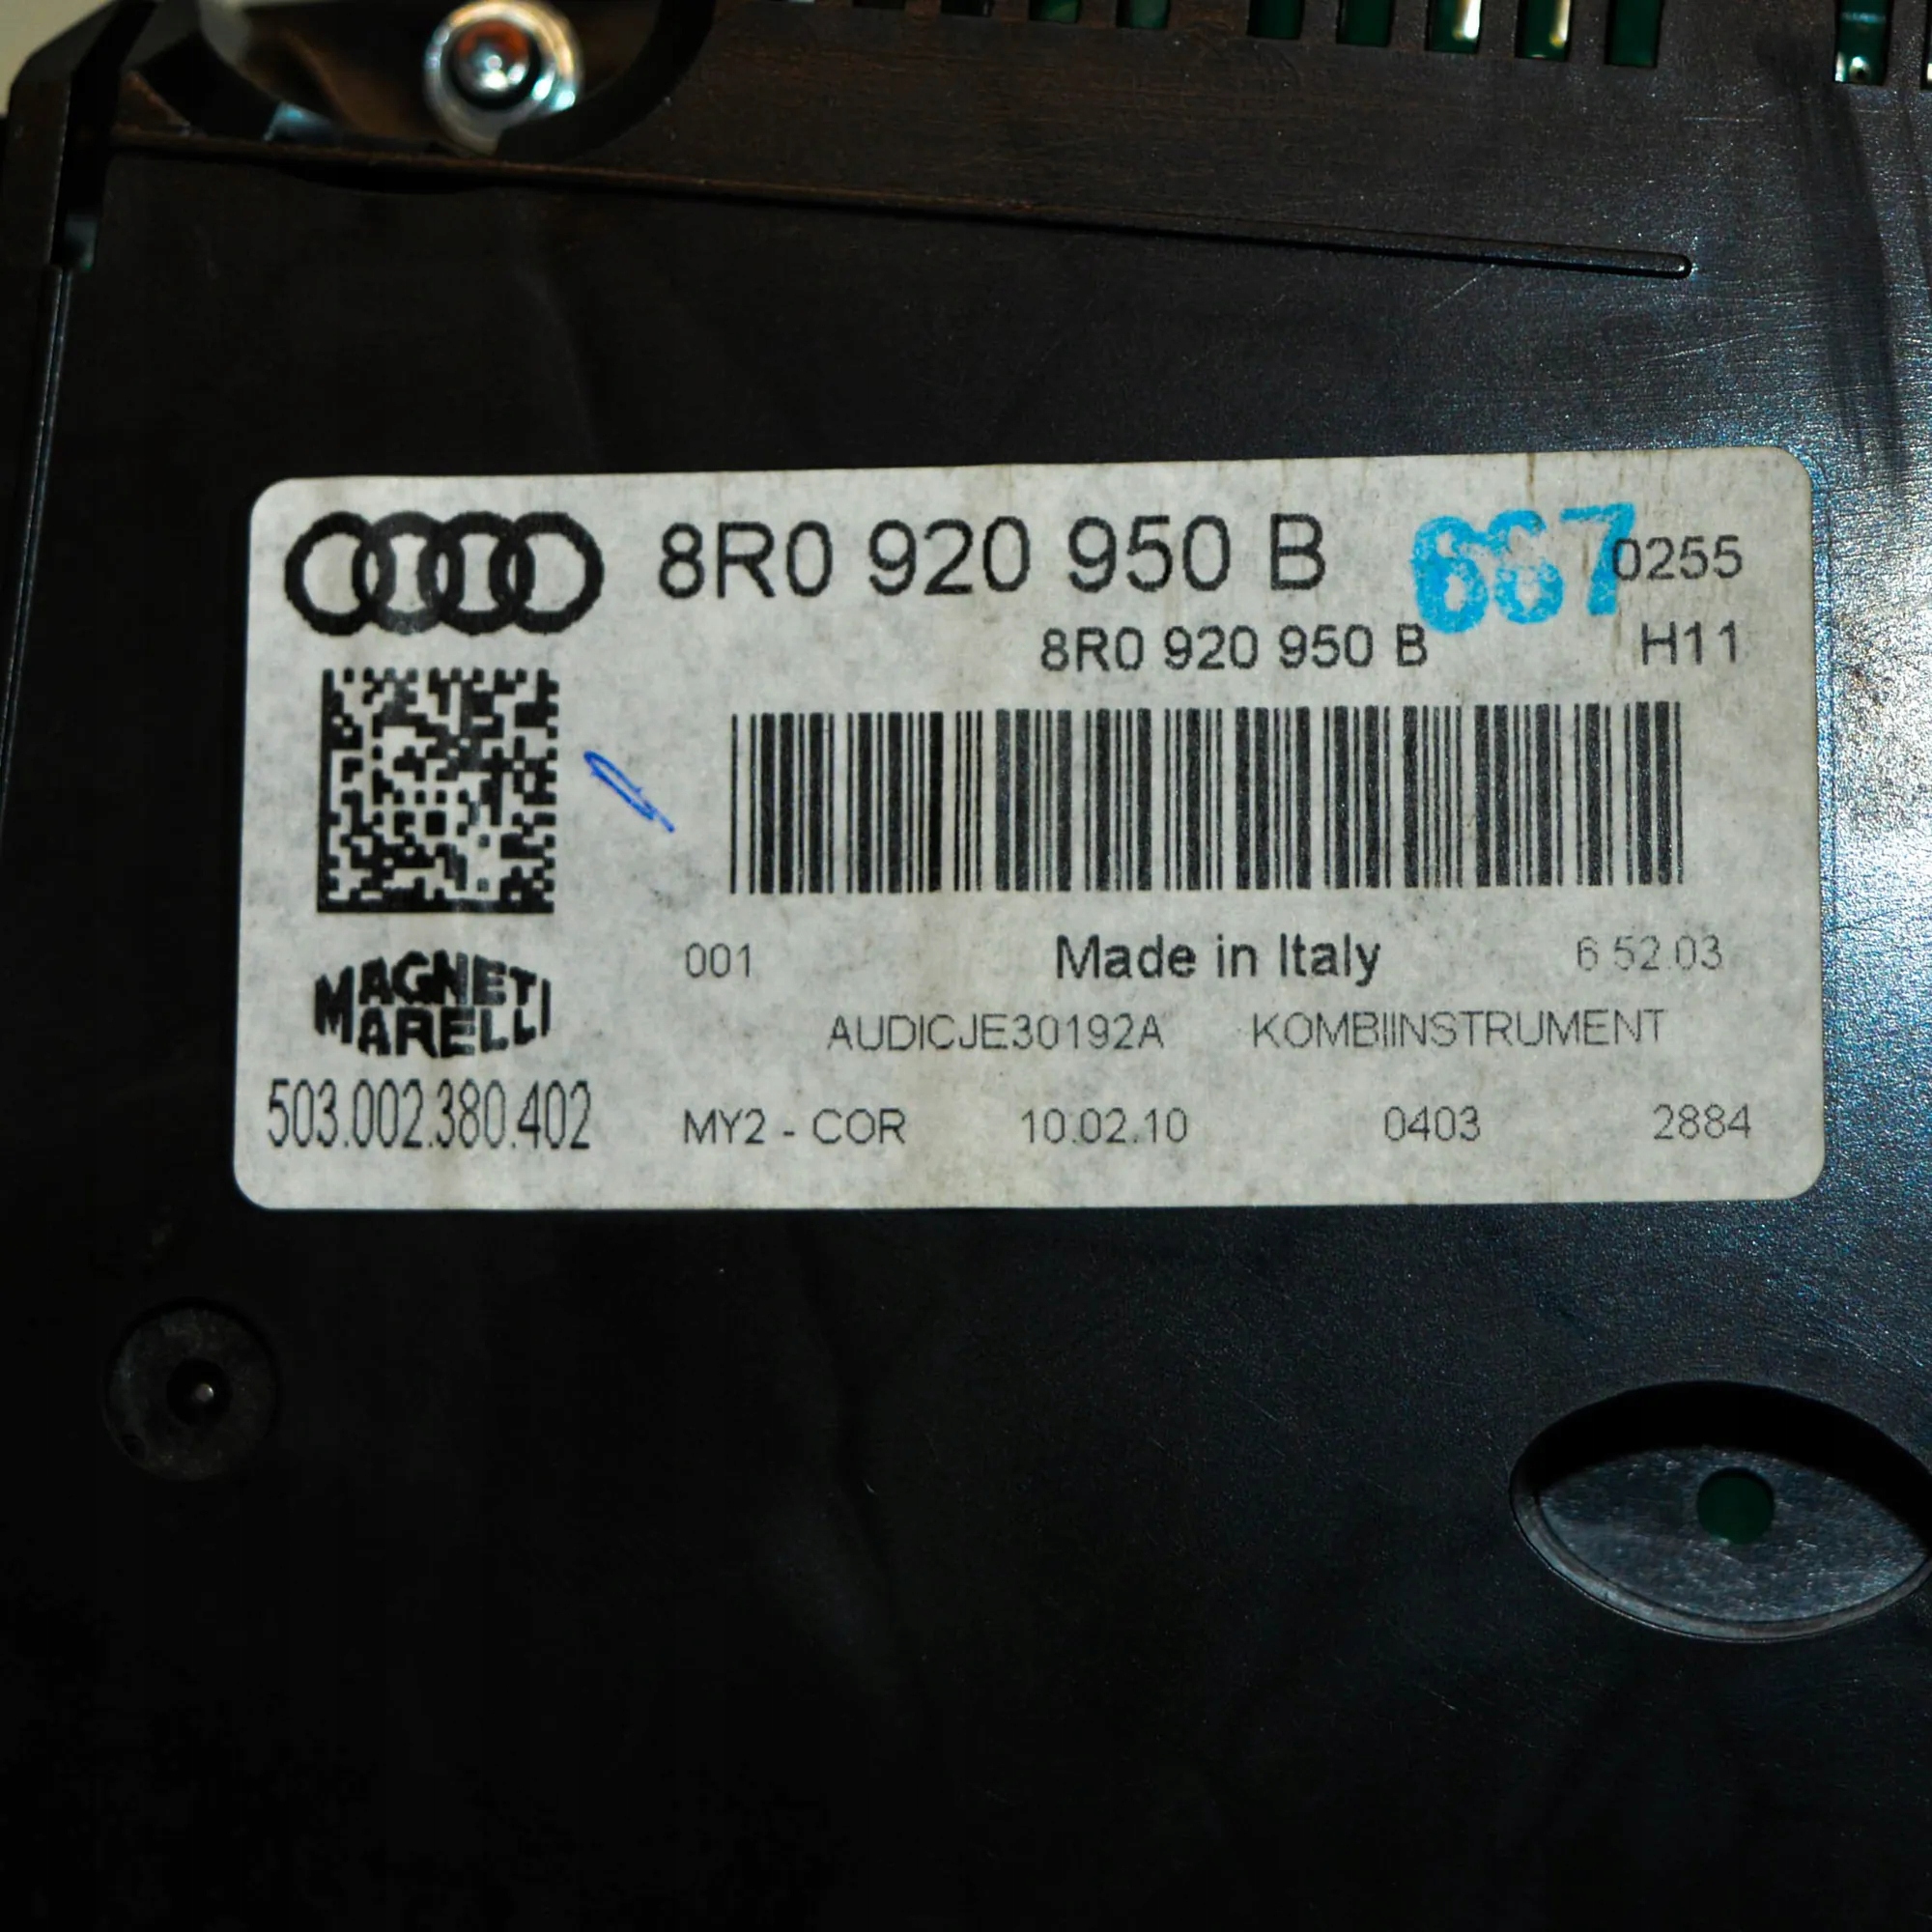 8R0 920 950 B 667 0255
8R0 920 950 B H11
001 Made in Italy 6 52.03
MAGNETI
MARELLI
AUDICJE30192A KOMBIINSTRUMENT
503.002.380.402 MY2 - COR 10.02.10 0403 2884